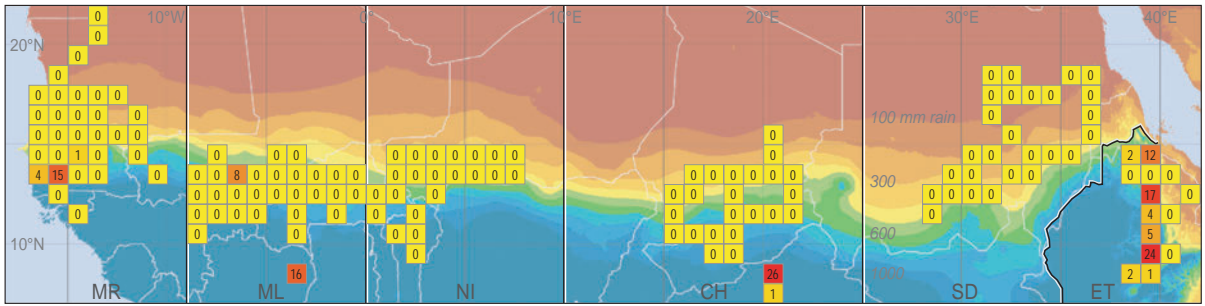 0 10°W 0° 10°E 20°E 30°E 40°E
0
20°N
0
0 0 0 0 0
0 0 0 0 0 0 0 0 0 0
0 0 0 0 0 0 0
100 mm rain
0 0 0 0 0 0 0 0 0
0 0 1 0 0 0 0 0 0 0 0 0 0 0 0 0 0 0 0 0 0 2 12
4 15 0 0 0 0 0 8 0 0 0 0 0 0 0 0 0 0 0 0 0 0 0 0 0 0 0 0 0 0 0 0 0 0
300
0 0 0 0 0 0 0 0 0 0 0 0 0 0 0 0 0 0 0 0 0 0 0 0 17 0
0 0 0 0 0 0 0 0 0 0 0 0 0 0 0 4 0
0 0 0 0 0 0 0 0 600 5
10°N
0 0 0 24 0
16 26 1000 2 1
MR ML NI CH 1 SD ET